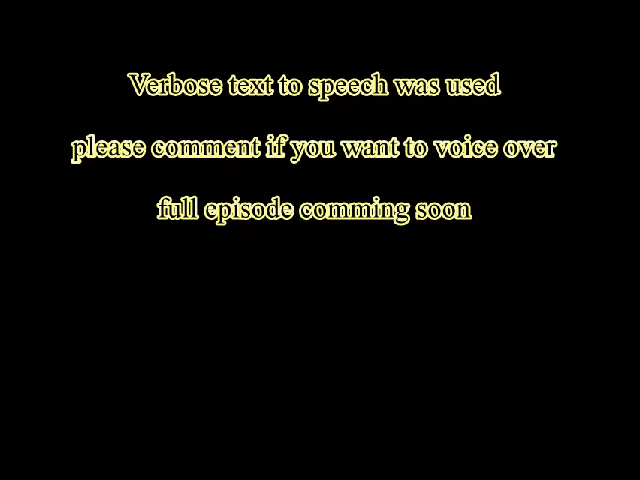 Verbose text to speech was used
please comment if you want to voice over
full episode comming soon